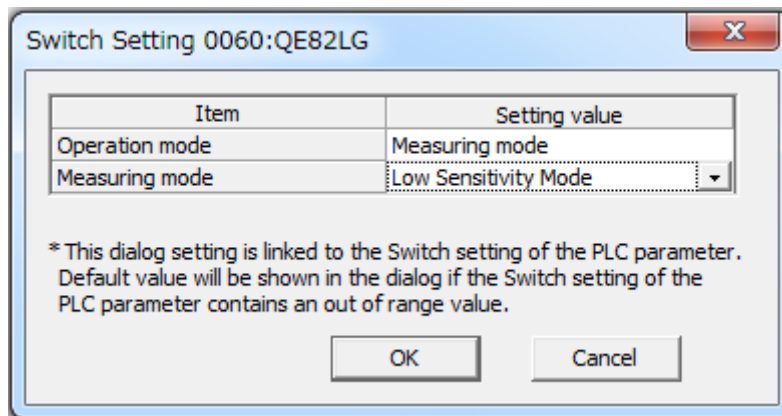 Switch Setting 0060:QE82LG
Item Setting value
Operation mode Measuring mode
Measuring mode Low Sensitivity Mode
* This dialog setting is linked to the Switch setting of the PLC parameter.
Default value will be shown in the dialog if the Switch setting of the
PLC parameter contains an out of range value.
OK Cancel